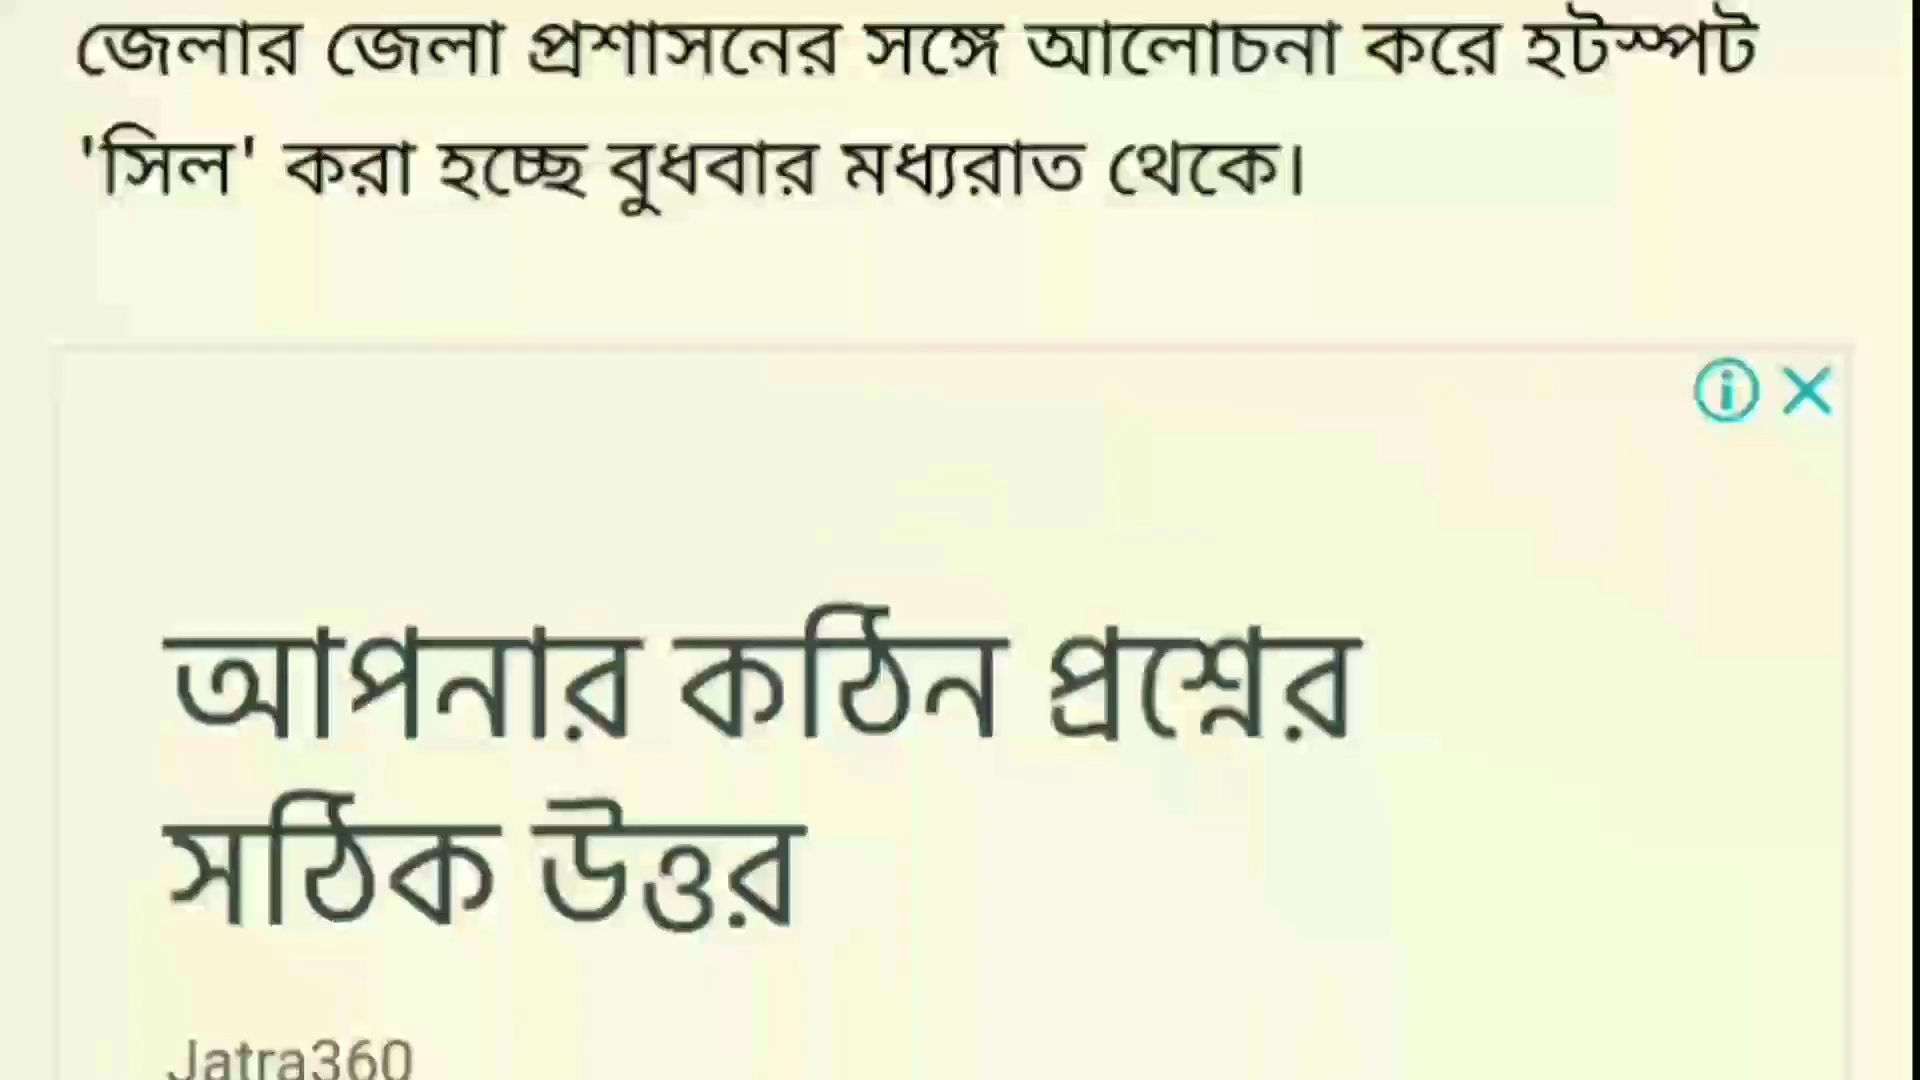 জেলার জেলা প্রশাসনের সঙ্গে আলোচনা করে হটস্পট
'সিল' করা হচ্ছে বুধবার মধ্যরাত থেকে।
আপনার কঠিন প্রশ্নের
সঠিক উত্তর
Jatra360